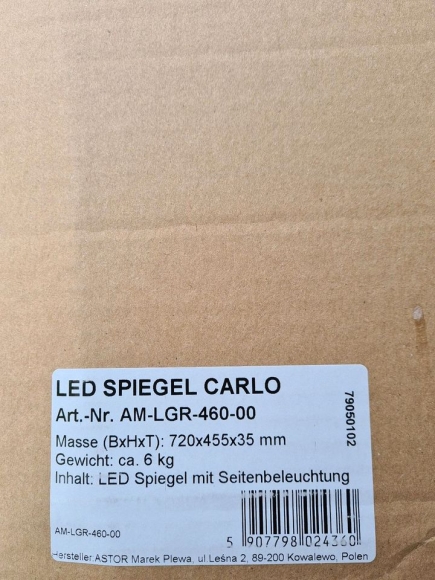 LED SPIEGEL CARLO
Art.-Nr. AM-LGR-460-00
Masse (BxHxT): 720x455x35 mm
Gewicht: ca. 6 kg
Inhalt: LED Spiegel mit Seitenbeleuchtung
79050102
AM-LGR-460-00
5 907798 024360
Hersteller:ASTOR Marek Plewa, ul Leśna 2, 89-200 Kowalewo, Polen